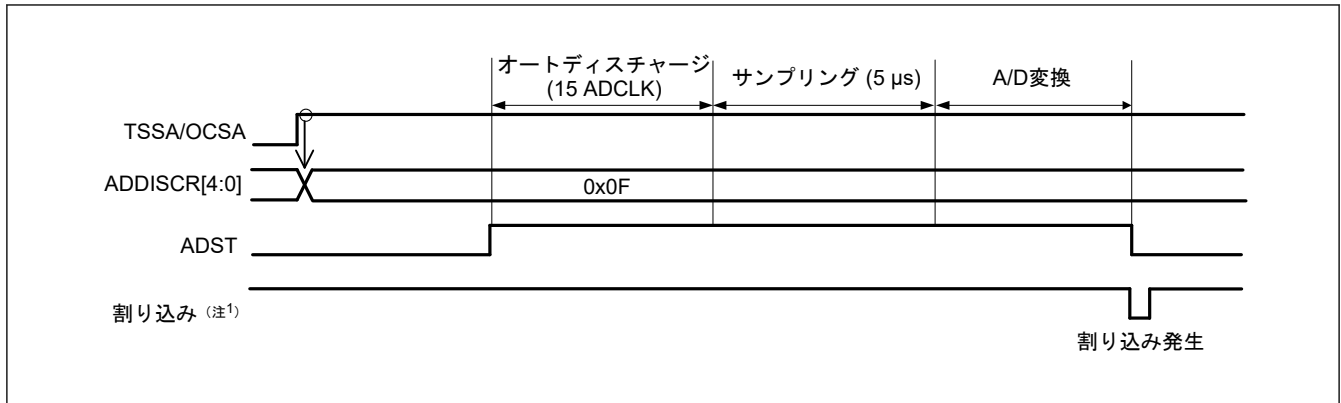 オートディスチャージ
(15 ADCLK)
サンプリング (5 µs)
A/D変換
TSSA/OCSA
ADDISCR[4:0]
0x0F
ADST
割り込み（注1）
割り込み発生